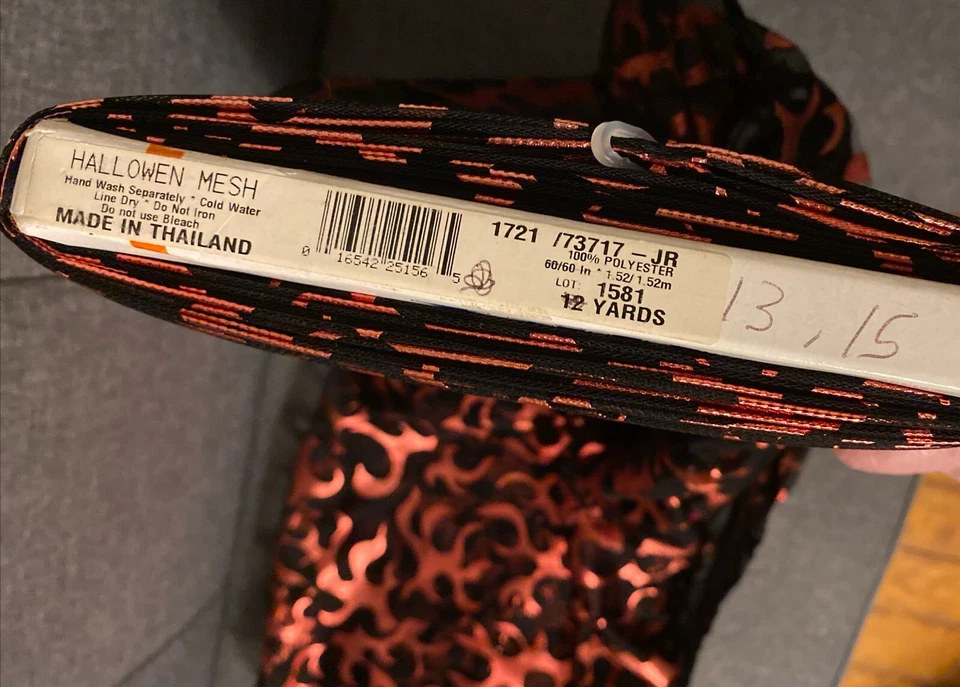 HALLOWEN MESH
Hand Wash Separately * Cold Water
Line Dry * Do Not Iron
Do not use Bleach
MADE IN THAILAND
0 16542 25156 5
1721 /73717-JR
100% POLYESTER
60/60 in * 1.52/1.52m
LOT: 1581
12 YARDS
13, 15